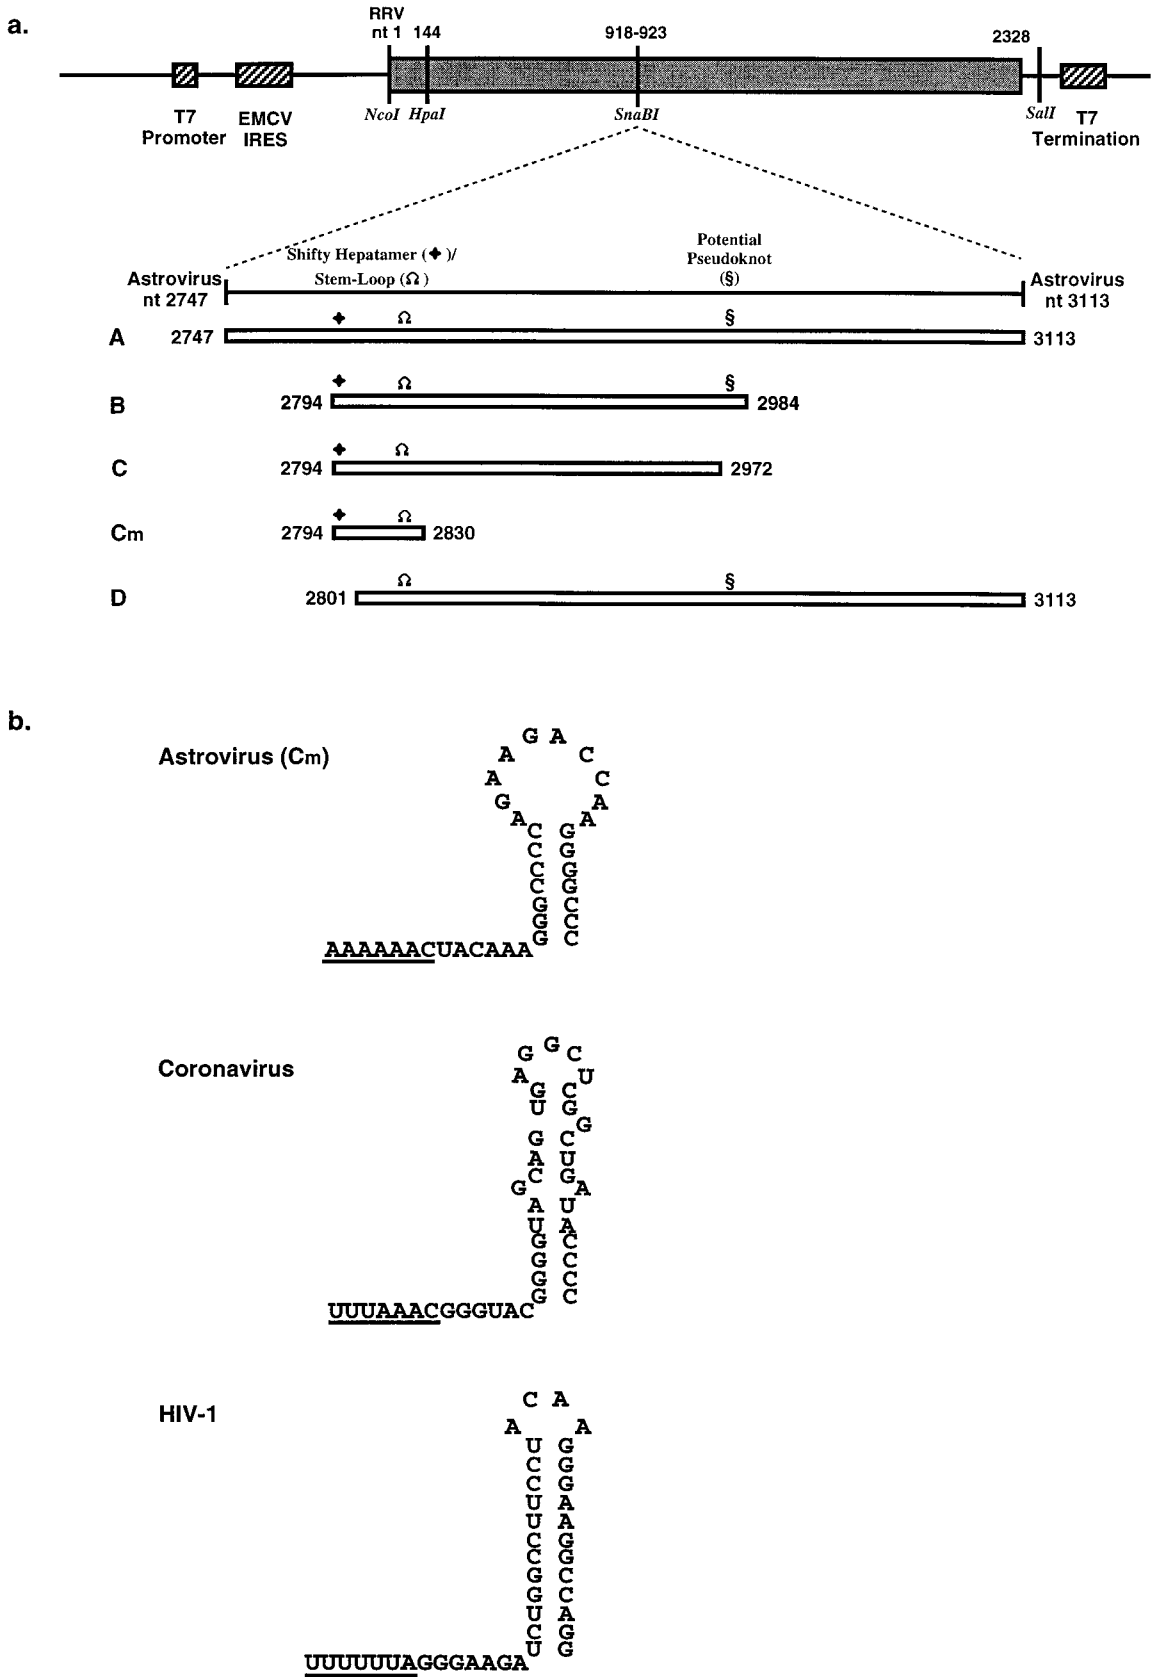 a.
RRV
nt 1 144 918-923 2328
NcoI HpaI SnaBI SalI
T7 Promoter
EMCV IRES
T7 Termination
Shifty Hepatamer (✦)/
Stem-Loop (Ω)
Potential
Pseudoknot
(§)
Astrovirus
nt 2747
Astrovirus
nt 3113
✦ Ω §
A 2747 3113
✦ Ω §
B 2794 2984
✦ Ω
C 2794 2972
✦ Ω
Cm 2794 2830
Ω §
D 2801 3113
b.
Astrovirus (Cm)
G A
A C
A C
G A
A A
C G
C G
C G
C G
G C
G C
G C
AAAAAACUACAAA
Coronavirus
G G C
A U
G C
U G
G
G C
A U
C G
G A
A U
U A
G C
G C
G C
G C
UUUAAACGGGUAC
HIV-1
C A
A A
U G
C G
C G
U A
U A
C G
C G
G C
G C
U A
C G
U G
UUUUUUAGGGAAGA